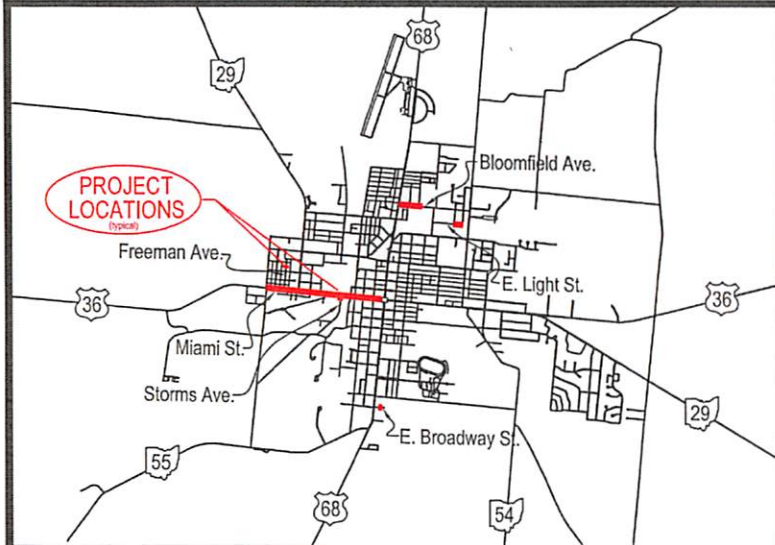 68
29
Bloomfield Ave.
PROJECT
LOCATIONS
(typical)
Freeman Ave.
E. Light St.
36
36
Miami St.
Storms Ave.
29
E. Broadway St.
55
68
54